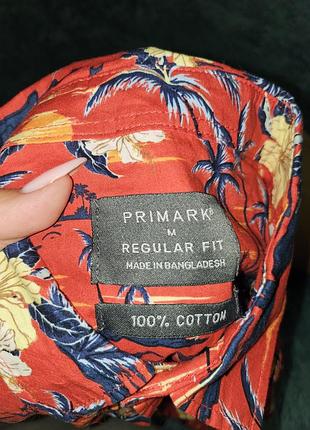 PRIMARK®
M
REGULAR FIT
MADE IN BANGLADESH
100% COTTON